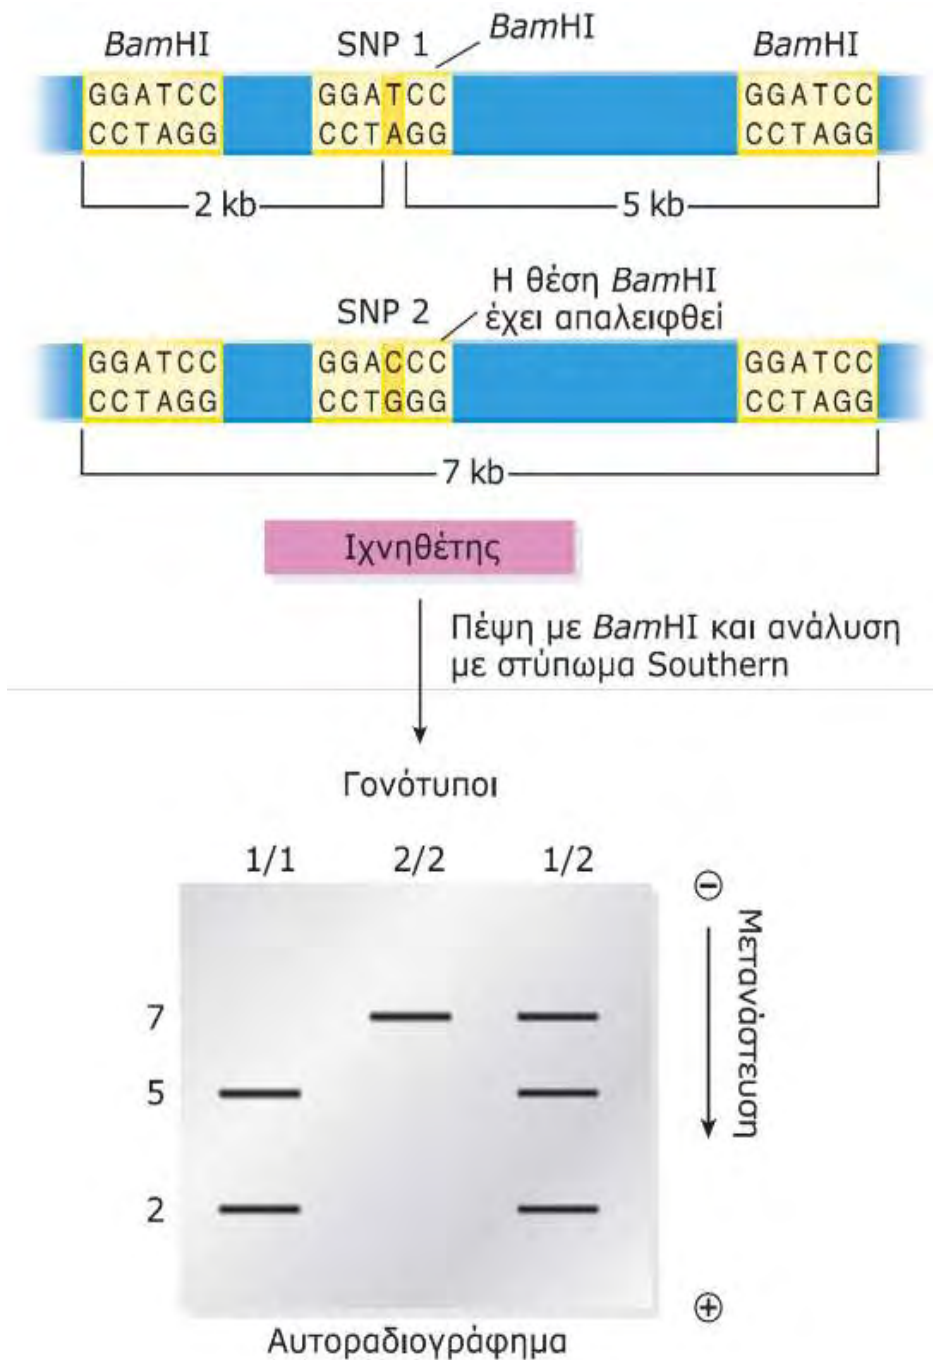 BamHI SNP 1 BamHI BamHI
GGATCC GGATCC GGATCC
CCTAGG CCTAGG CCTAGG
2 kb 5 kb
Η θέση BamHI
SNP 2 έχει απαλειφθεί
GGATCC GGACCC GGATCC
CCTAGG CCTGGG CCTAGG
7 kb
Ιχνηθέτης
Πέψη με BamHI και ανάλυση
με στύπωμα Southern
Γονότυποι
1/1 2/2 1/2
−
Μετανάστευση
7
5
2
+
Αυτοραδιογράφημα